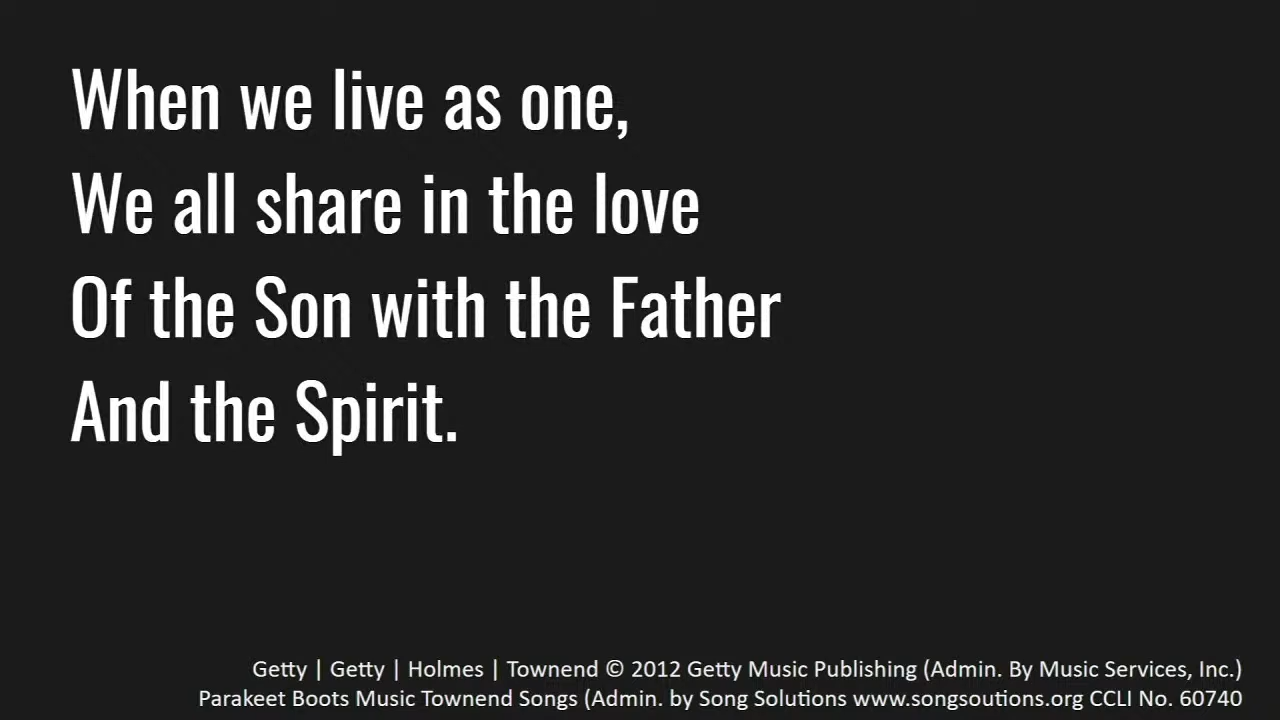 When we live as one,
We all share in the love
Of the Son with the Father
And the Spirit.
Getty | Getty | Holmes | Townend © 2012 Getty Music Publishing (Admin. By Music Services, Inc.)
Parakeet Boots Music Townend Songs (Admin. by Song Solutions www.songsoutions.org CCLI No. 60740